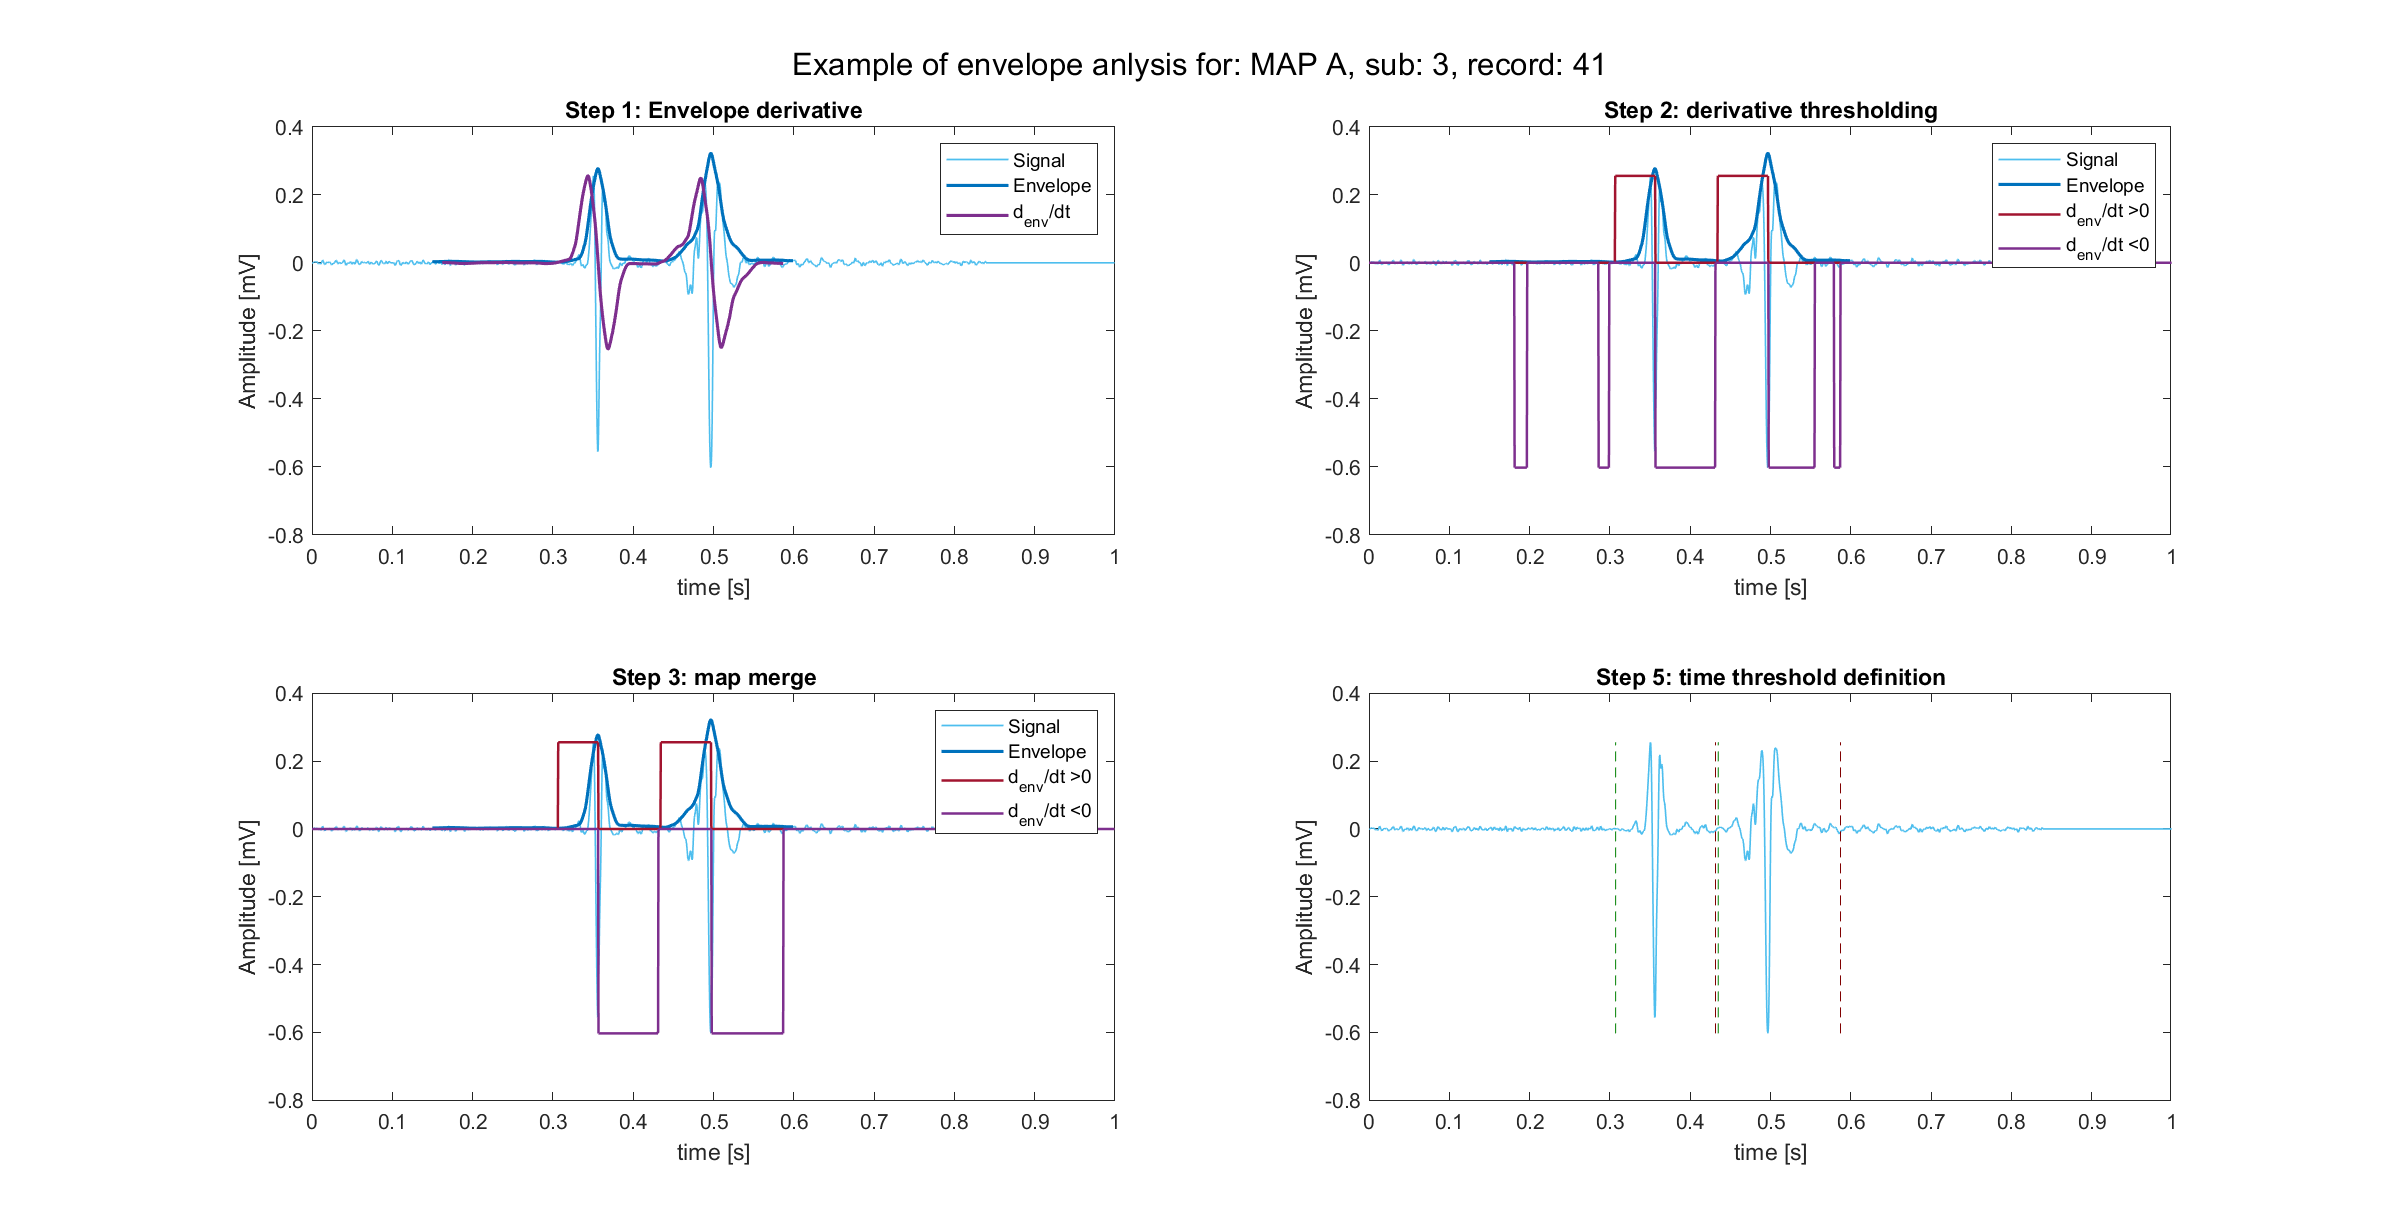 Example of envelope anlysis for: MAP A, sub: 3, record: 41
Step 1: Envelope derivative
0.4
0.2
0
-0.2
-0.4
-0.6
-0.8
Amplitude [mV]
Signal
Envelope
d_env/dt
0 0.1 0.2 0.3 0.4 0.5 0.6 0.7 0.8 0.9 1
time [s]
Step 2: derivative thresholding
0.4
0.2
0
-0.2
-0.4
-0.6
-0.8
Amplitude [mV]
Signal
Envelope
d_env/dt >0
d_env/dt <0
0 0.1 0.2 0.3 0.4 0.5 0.6 0.7 0.8 0.9 1
time [s]
Step 3: map merge
0.4
0.2
0
-0.2
-0.4
-0.6
-0.8
Amplitude [mV]
Signal
Envelope
d_env/dt >0
d_env/dt <0
0 0.1 0.2 0.3 0.4 0.5 0.6 0.7 0.8 0.9 1
time [s]
Step 5: time threshold definition
0.4
0.2
0
-0.2
-0.4
-0.6
-0.8
Amplitude [mV]
0 0.1 0.2 0.3 0.4 0.5 0.6 0.7 0.8 0.9 1
time [s]